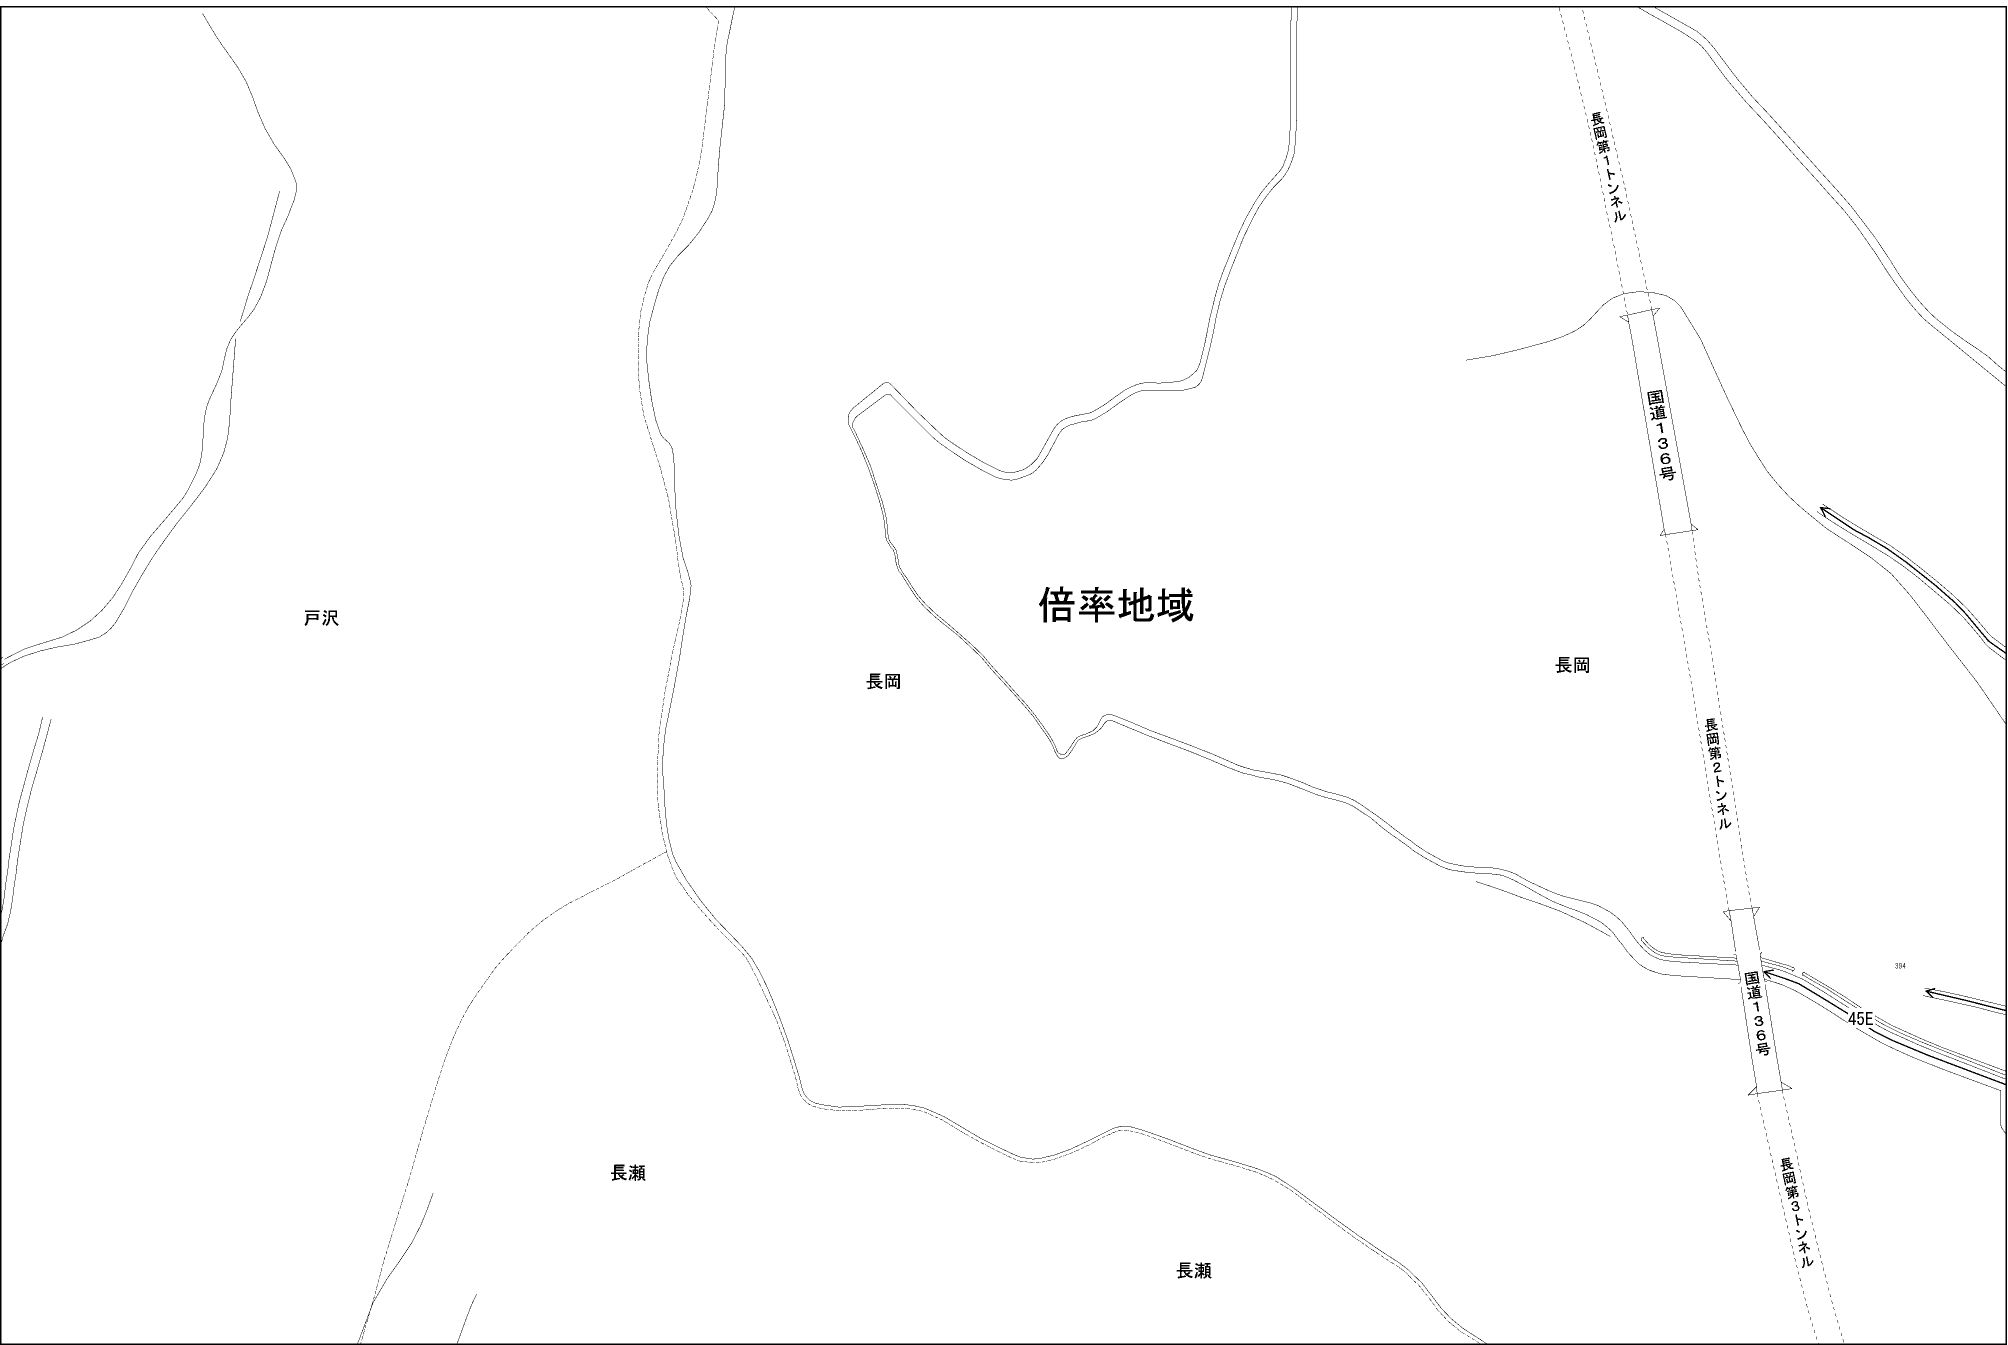 長岡第1トンネル
国道136号
倍率地域
戸沢
長岡
長岡
長岡第2トンネル
394
国道136号
45E
長瀬
長岡第3トンネル
長瀬